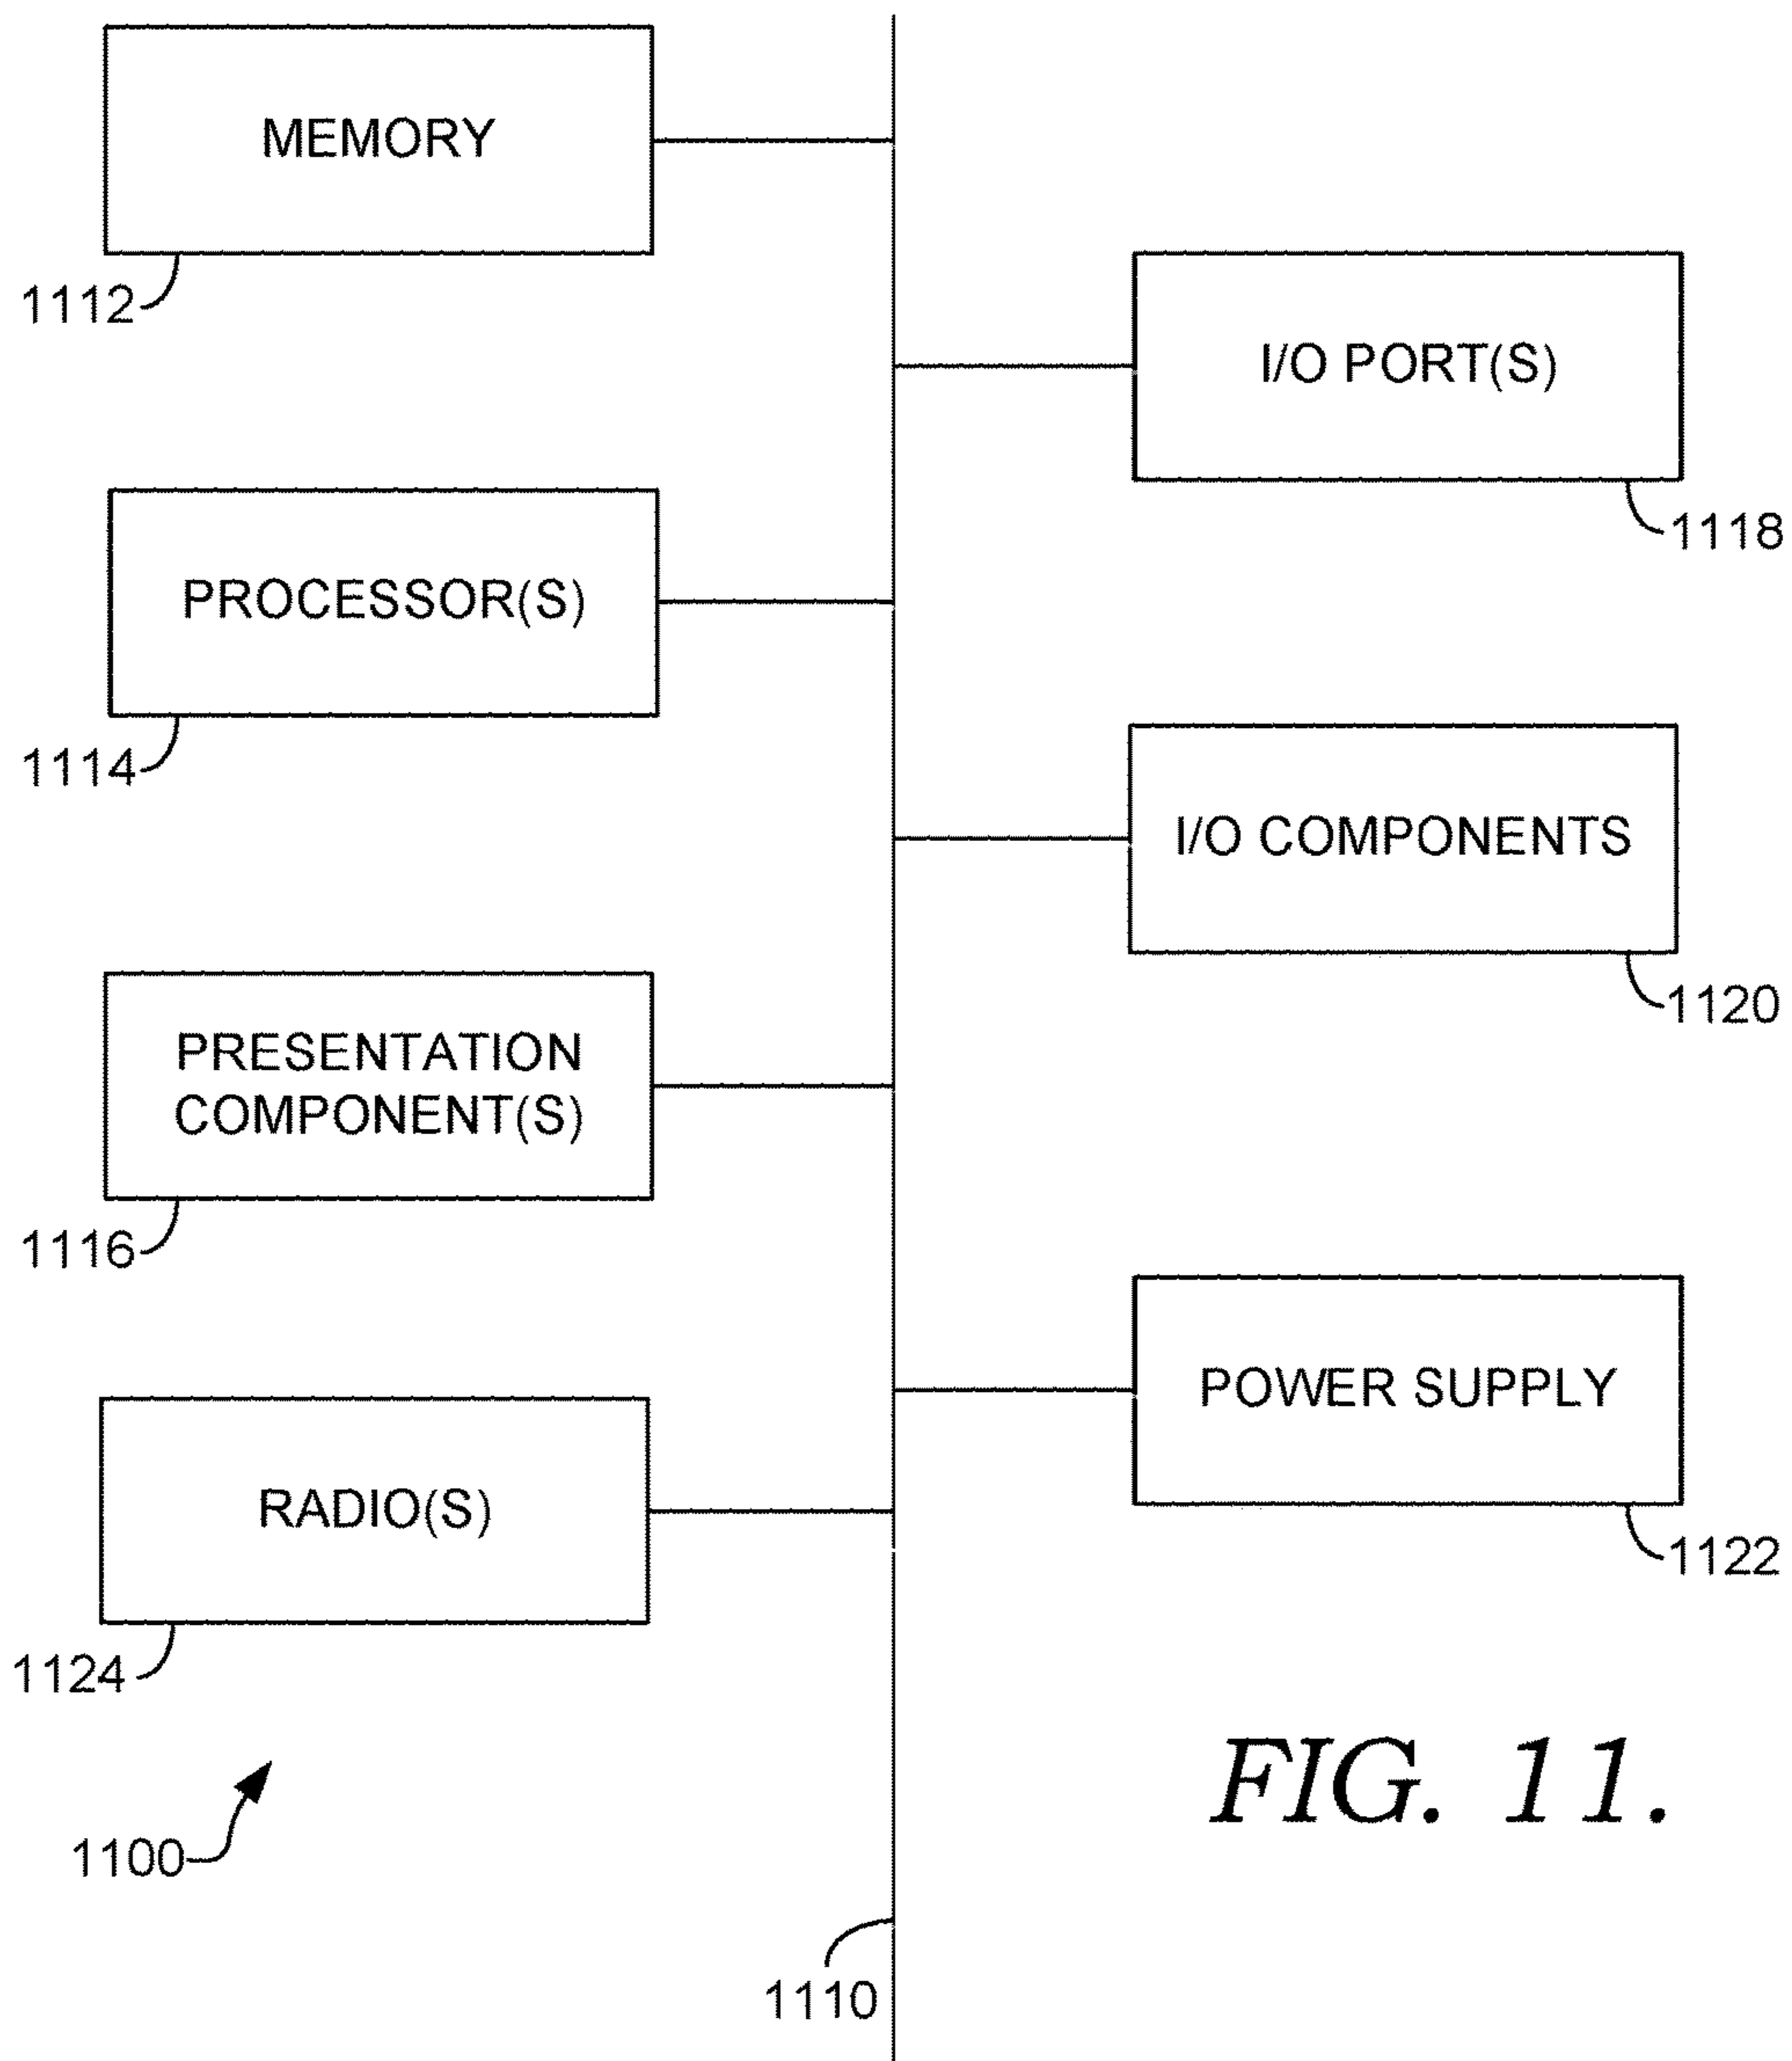 MEMORY
1112
I/O PORT(S)
1118
PROCESSOR(S)
1114
I/O COMPONENTS
1120
PRESENTATION
COMPONENT(S)
1116
POWER SUPPLY
1122
RADIO(S)
1124
1100
1110
FIG. 11.